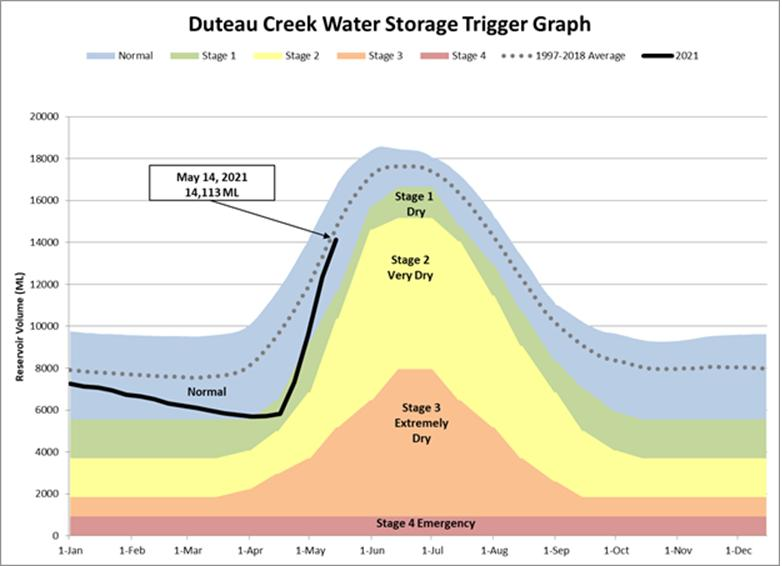 Duteau Creek Water Storage Trigger Graph
Normal Stage 1 Stage 2 Stage 3 Stage 4 1997-2018 Average 2021
20000
18000
16000
14000
12000
10000
8000
6000
4000
2000
0
Reservoir Volume (ML)
May 14, 2021
14,113 ML
Stage 1
Dry
Stage 2
Very Dry
Normal
Stage 3
Extremely
Dry
Stage 4 Emergency
1-Jan 1-Feb 1-Mar 1-Apr 1-May 1-Jun 1-Jul 1-Aug 1-Sep 1-Oct 1-Nov 1-Dec